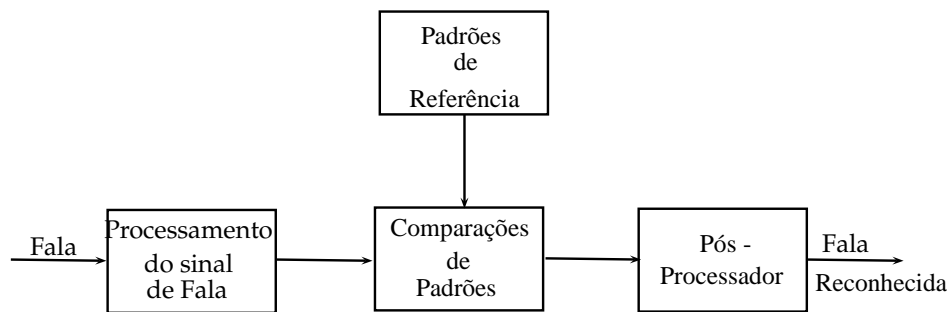 Padrões
de
Referência
Fala
Processamento
do sinal
de Fala
Comparações
de
Padrões
Pós -
Processador
Fala
Reconhecida